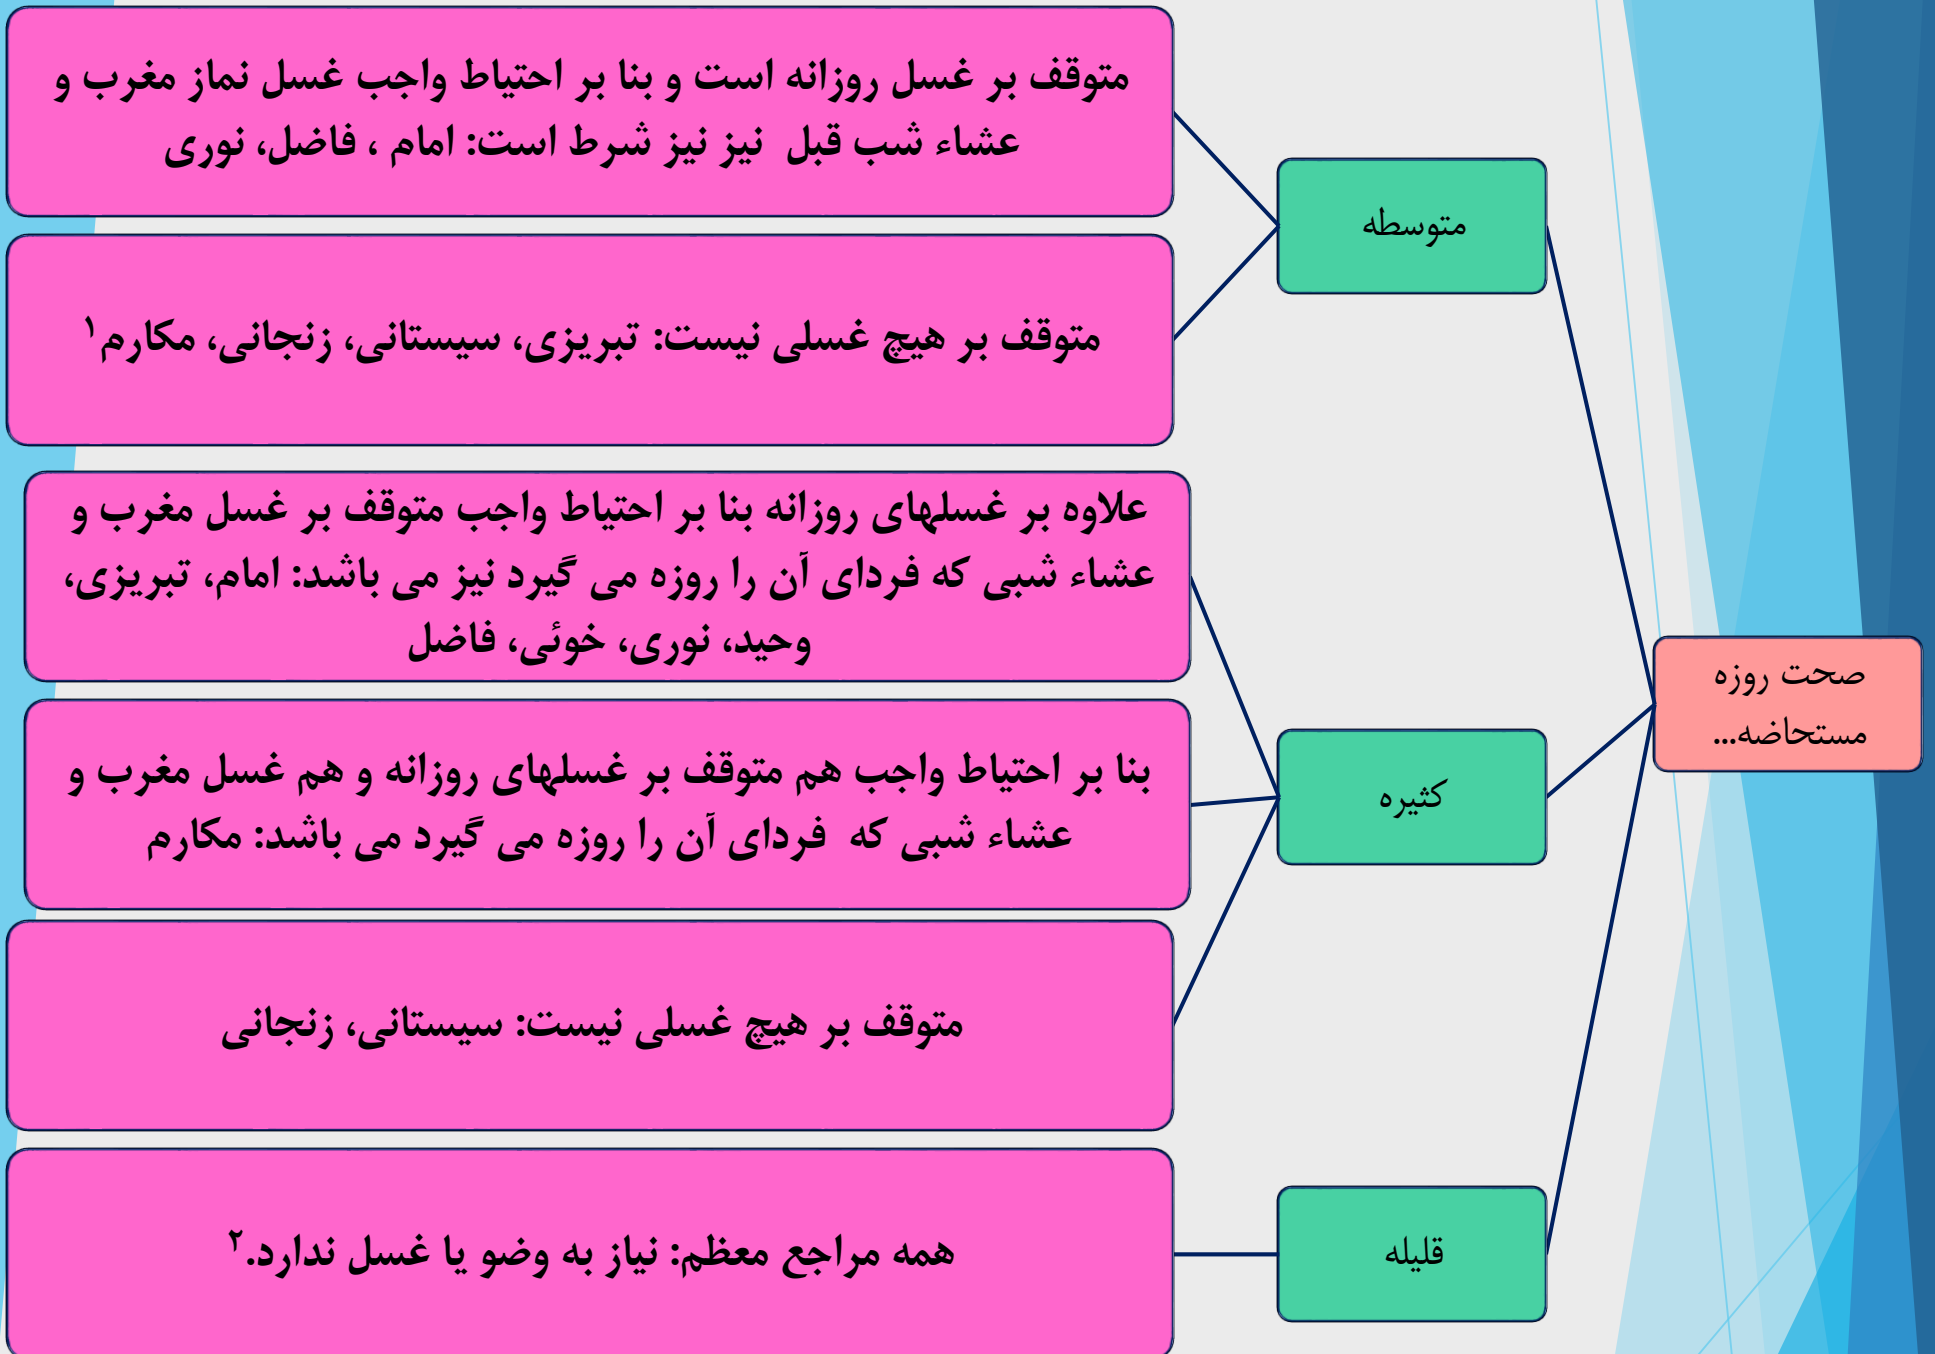 صحت روزه
مستحاضه...
متوسطه
متوقف بر غسل روزانه است و بنا بر احتیاط واجب غسل نماز مغرب و
عشاء شب قبل نیز نیز شرط است: امام ، فاضل، نوری
متوقف بر هیچ غسلی نیست: تبریزی، سیستانی، زنجانی، مکارم۱
کثیره
علاوه بر غسلهای روزانه بنا بر احتیاط واجب متوقف بر غسل مغرب و
عشاء شبی که فردای آن را روزه می گیرد نیز می باشد: امام، تبریزی،
وحید، نوری، خوئی، فاضل
بنا بر احتیاط واجب هم متوقف بر غسلهای روزانه و هم غسل مغرب و
عشاء شبی که فردای آن را روزه می گیرد می باشد: مکارم
متوقف بر هیچ غسلی نیست: سیستانی، زنجانی
قلیله
همه مراجع معظم: نیاز به وضو یا غسل ندارد.۲